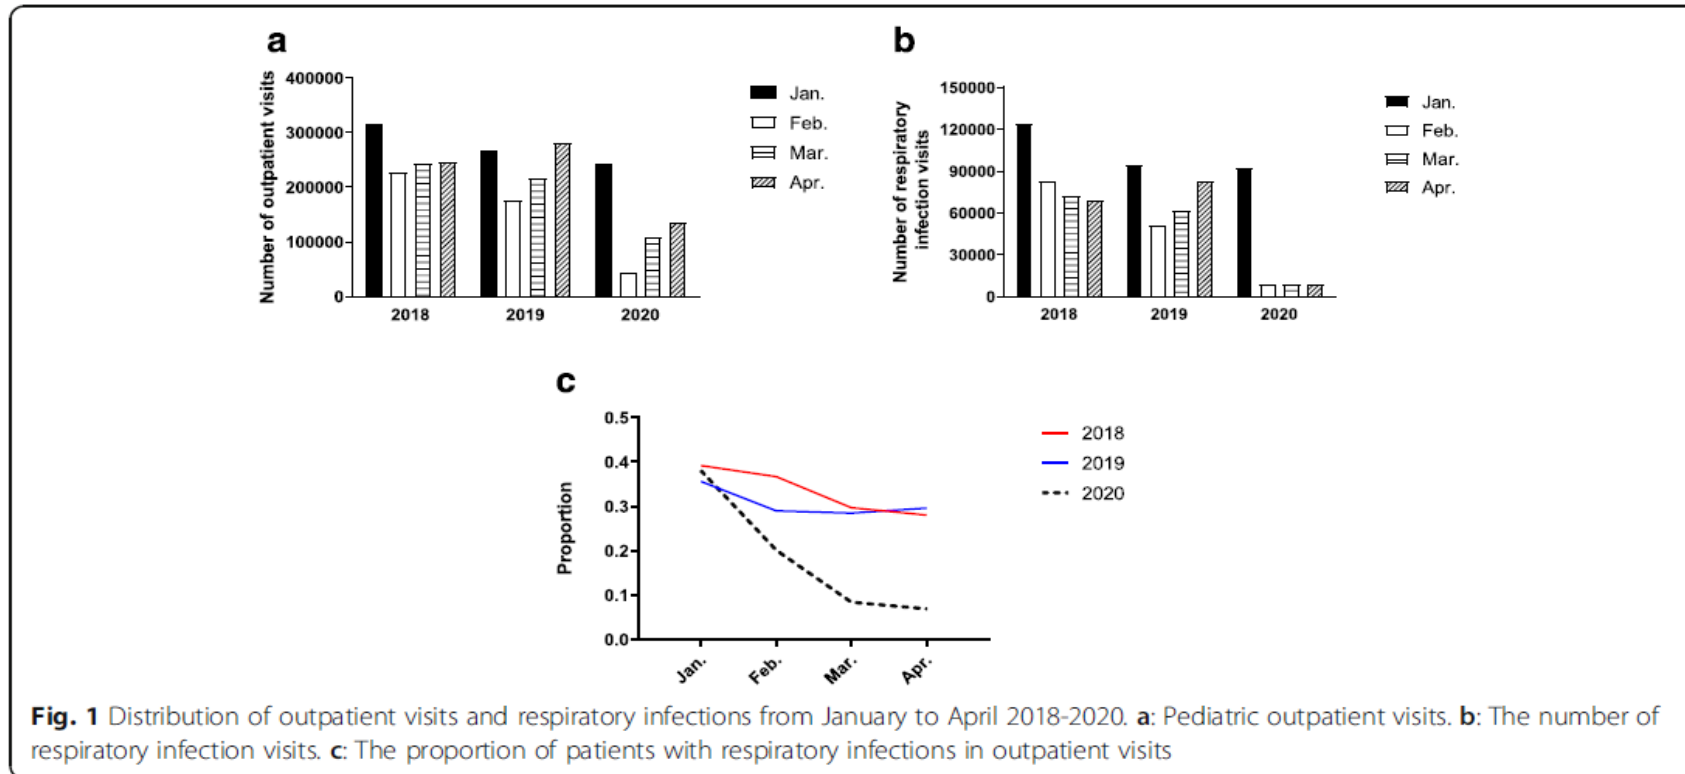 a
Number of outpatient visits
400000
300000
200000
100000
0
2018
2019
2020
Jan.
Feb.
Mar.
Apr.
b
Number of respiratory
infection visits
150000
120000
90000
60000
30000
0
2018
2019
2020
Jan.
Feb.
Mar.
Apr.
c
Proportion
0.5
0.4
0.3
0.2
0.1
0.0
Jan.
Feb.
Mar.
Apr.
2018
2019
2020
Fig. 1 Distribution of outpatient visits and respiratory infections from January to April 2018-2020. a: Pediatric outpatient visits. b: The number of
respiratory infection visits. c: The proportion of patients with respiratory infections in outpatient visits